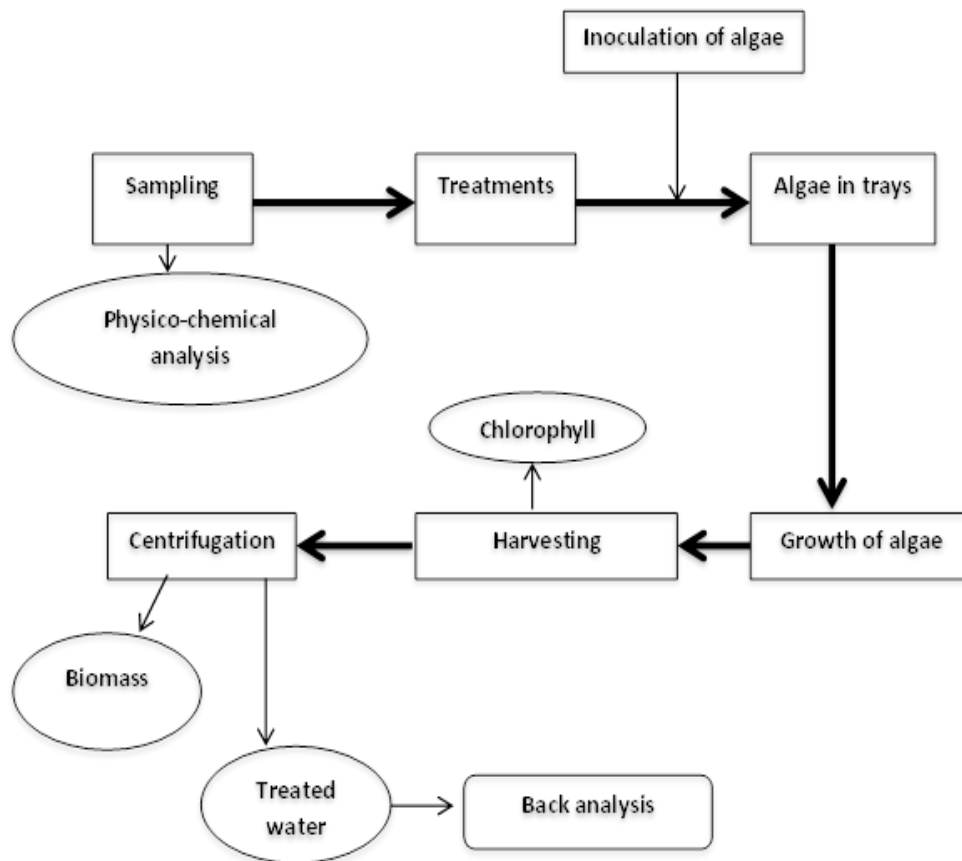 Inoculation of algae
Sampling
Treatments
Algae in trays
Physico-chemical
analysis
Chlorophyll
Centrifugation
Harvesting
Growth of algae
Biomass
Treated
water
Back analysis